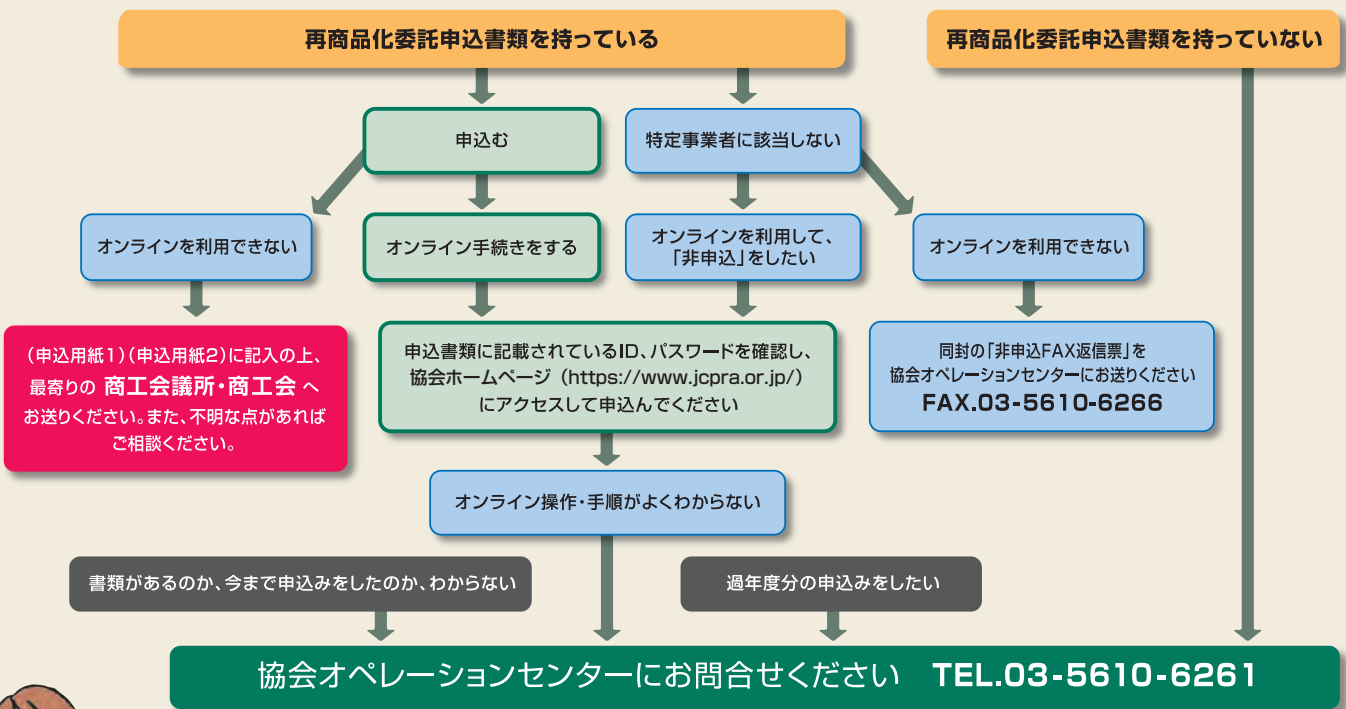 再商品化委託申込書類を持っている
再商品化委託申込書類を持っていない
申込む
特定事業者に該当しない
オンラインを利用できない
オンライン手続きをする
オンラインを利用して、
「非申込」をしたい
オンラインを利用できない
(申込用紙1)(申込用紙2)に記入の上、
最寄りの 商工会議所・商工会 へ
お送りください。また、不明な点があれば
ご相談ください。
申込書類に記載されているID、パスワードを確認し、
協会ホームページ(https://www.jcpra.or.jp/)
にアクセスして申込んでください
同封の「非申込FAX返信票」を
協会オペレーションセンターにお送りください
FAX.03-5610-6266
オンライン操作・手順がよくわからない
書類があるのか、今まで申込みをしたのか、わからない
過年度分の申込みをしたい
協会オペレーションセンターにお問合せください TEL.03-5610-6261